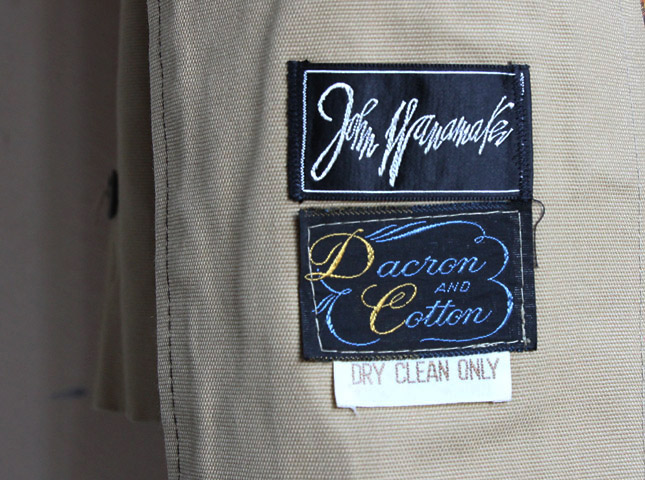 John Wanamaker
Dacron
AND
Cotton
DRY CLEAN ONLY